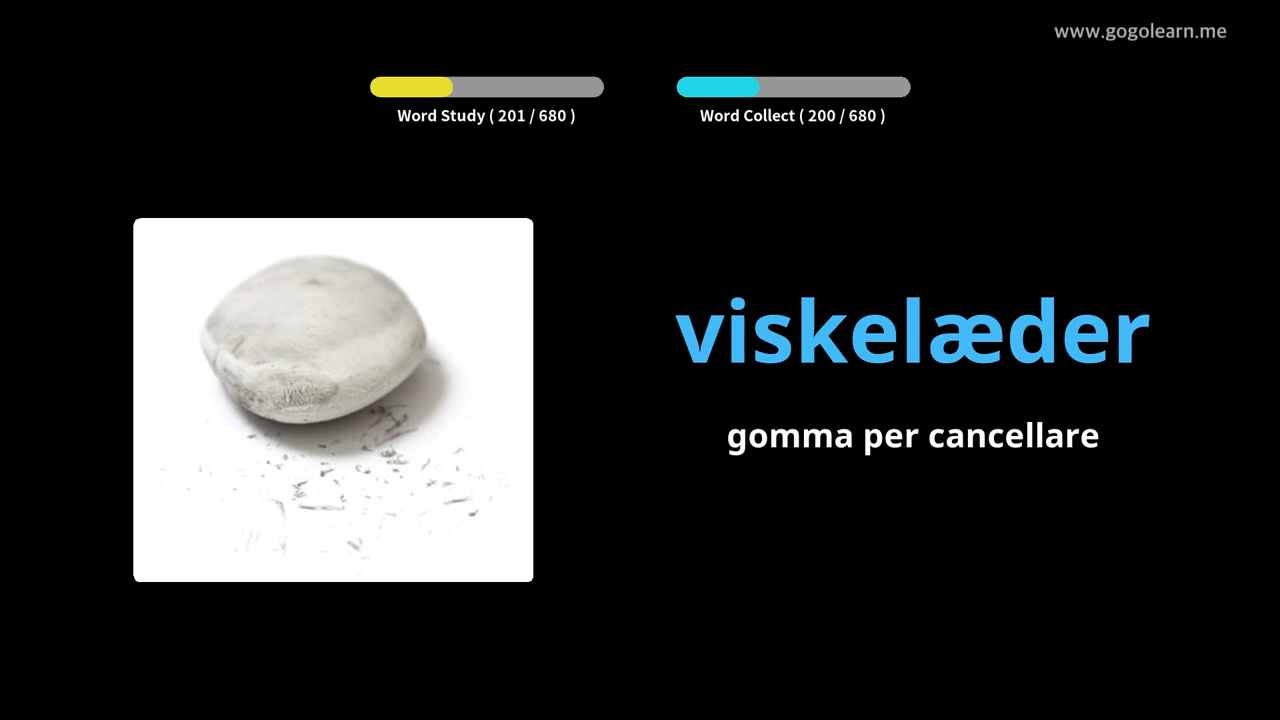 www.gogolearn.me
Word Study ( 201 / 680 )
Word Collect ( 200 / 680 )
viskelæder
gomma per cancellare